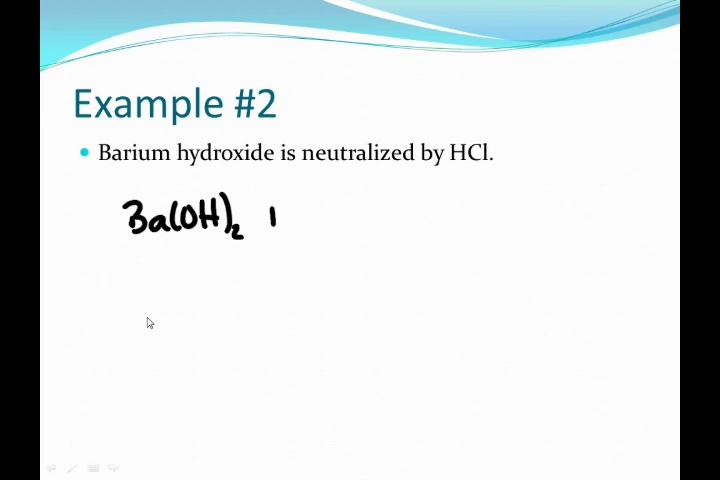 Example #2
Barium hydroxide is neutralized by HCl.
Ba(OH)₂ I